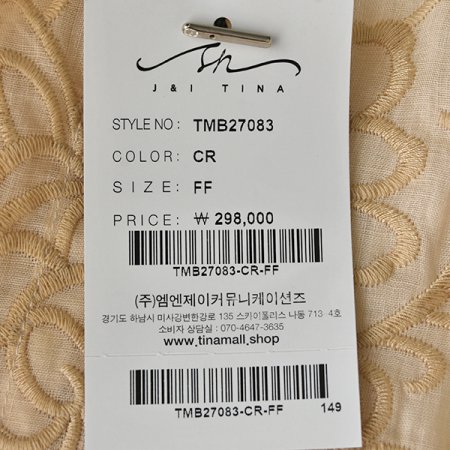 J & I TINA
STYLE NO : TMB27083
COLOR : CR
SIZE : FF
PRICE : ₩ 298,000
TMB27083-CR-FF
(주)엠엔제이커뮤니케이션즈
경기도 하남시 미사강변한강로 135 스카이폴리스 나동 713 4호
소비자 상담실 : 070-4647-3635
www.tinamall.shop
TMB27083-CR-FF 149